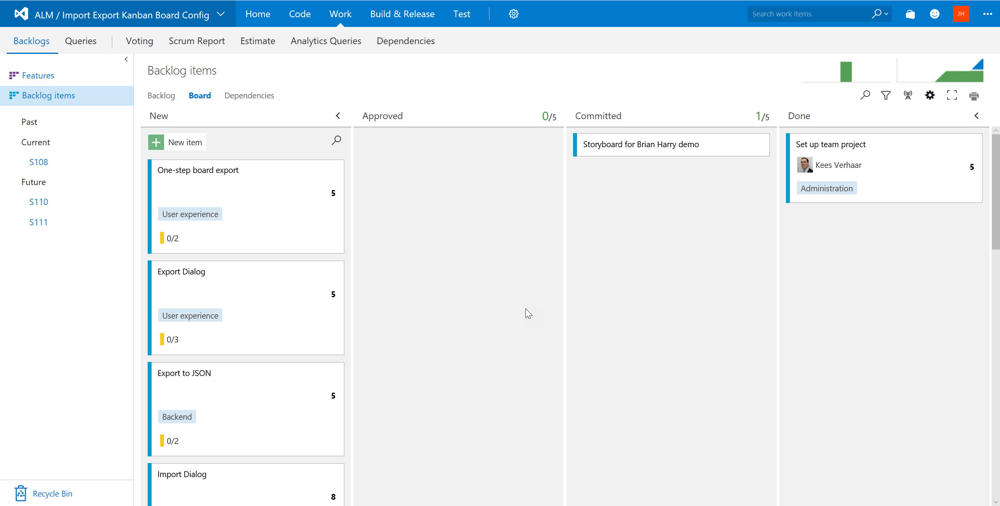 ALM / Import Export Kanban Board Config
Home Code Work Build & Release Test
Search work items
JH
Backlogs Queries Voting Scrum Report Estimate Analytics Queries Dependencies
Features
Backlog items
Past
Current
S108
Future
S110
S111
Recycle Bin
Backlog items
Backlog Board Dependencies
New Approved 0/5 Committed 1/5 Done
New item
One-step board export
5
User experience
0/2
Export Dialog
5
User experience
0/3
Export to JSON
5
Backend
0/2
Import Dialog
8
Storyboard for Brian Harry demo
Set up team project
Kees Verhaar
5
Administration